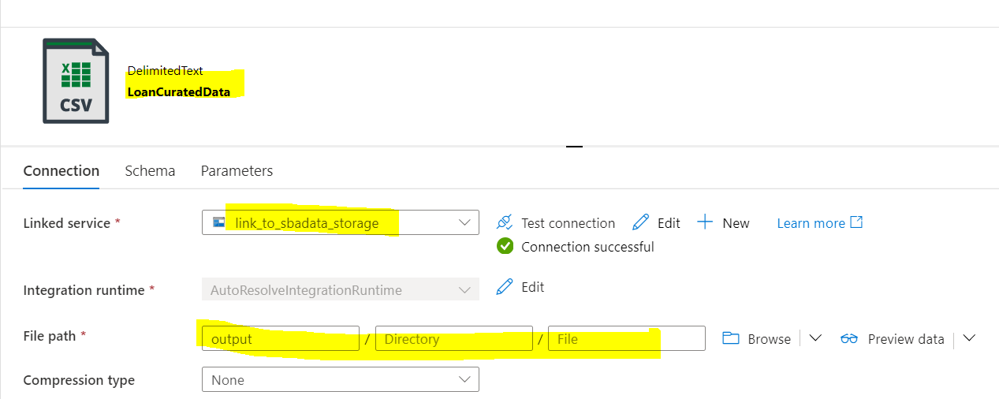 DelimitedText
LoanCuratedData
X
CSV
Connection Schema Parameters
Linked service * link_to_sbadata_storage Test connection Edit New Learn more
Connection successful
Integration runtime * AutoResolveIntegrationRuntime Edit
File path * output / Directory / File Browse Preview data
Compression type None